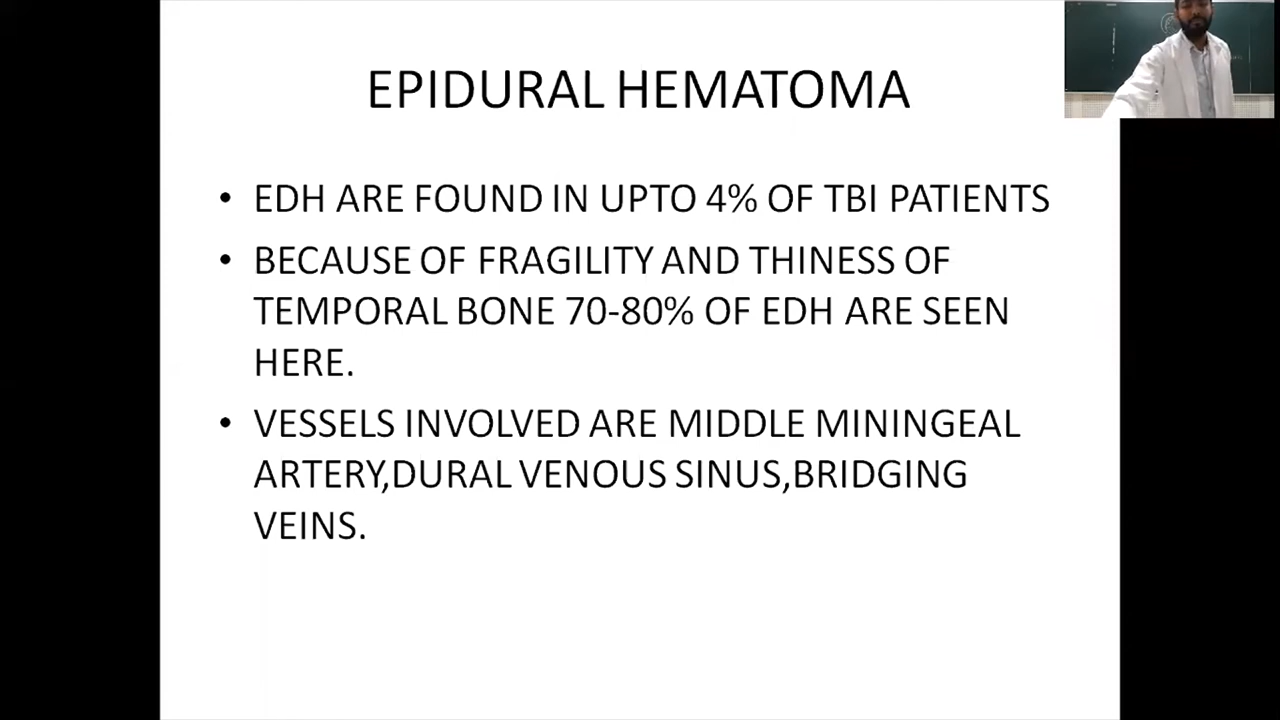 EPIDURAL HEMATOMA
• EDH ARE FOUND IN UPTO 4% OF TBI PATIENTS
• BECAUSE OF FRAGILITY AND THINESS OF
TEMPORAL BONE 70-80% OF EDH ARE SEEN
HERE.
• VESSELS INVOLVED ARE MIDDLE MININGEAL
ARTERY,DURAL VENOUS SINUS,BRIDGING
VEINS.